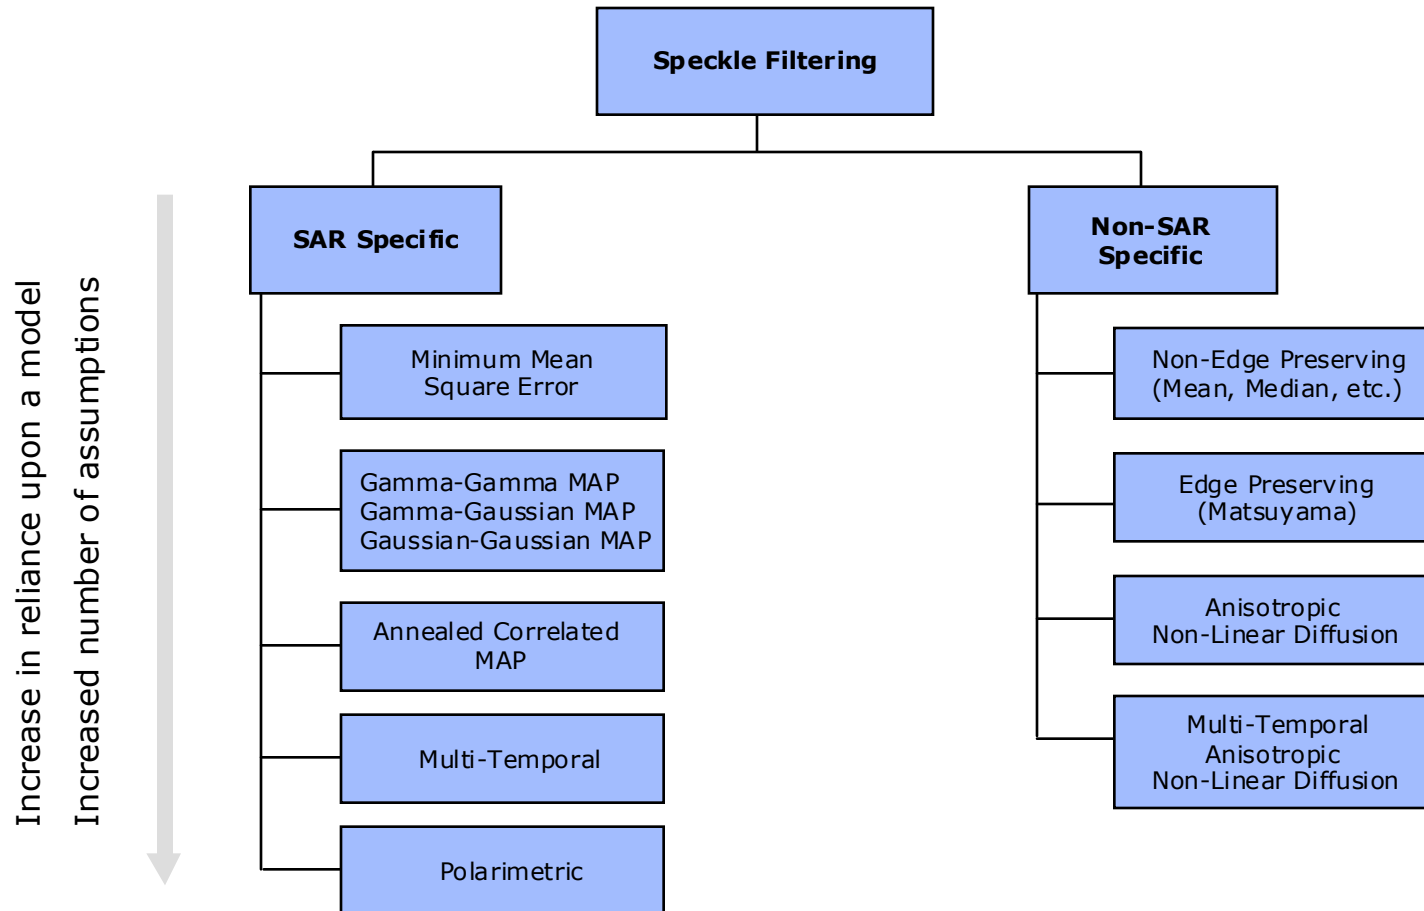 Speckle Filtering
SAR Specific
Non-SAR
Specific
Increase in reliance upon a model
Increased number of assumptions
Minimum Mean
Square Error
Gamma-Gamma MAP
Gamma-Gaussian MAP
Gaussian-Gaussian MAP
Annealed Correlated
MAP
Multi-Temporal
Polarimetric
Non-Edge Preserving
(Mean, Median, etc.)
Edge Preserving
(Matsuyama)
Anisotropic
Non-Linear Diffusion
Multi-Temporal
Anisotropic
Non-Linear Diffusion